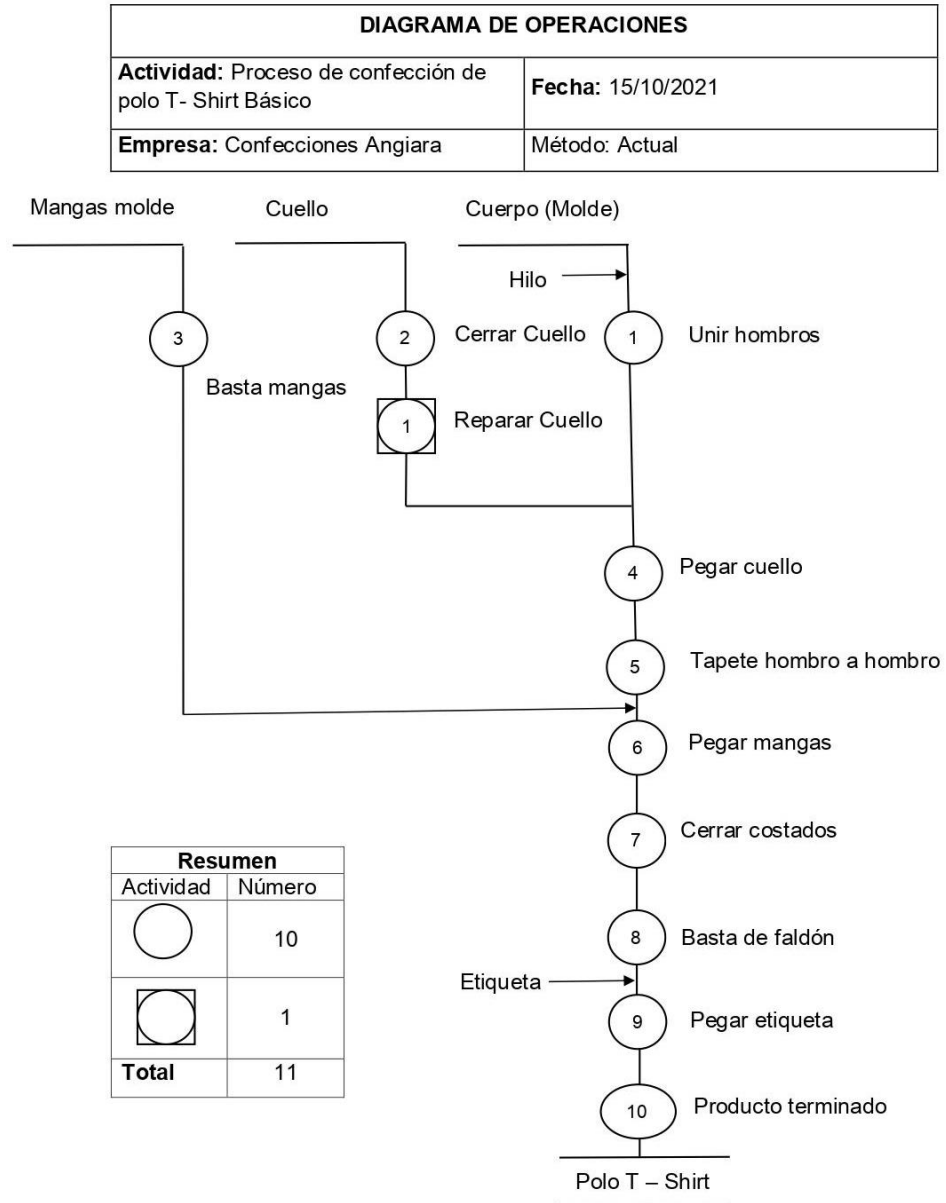 DIAGRAMA DE OPERACIONES
Actividad: Proceso de confección de
polo T- Shirt Básico
Fecha: 15/10/2021
Empresa: Confecciones Angiara
Método: Actual
Mangas molde
Cuello
Cuerpo (Molde)
Hilo
3
2
Cerrar Cuello
1
Unir hombros
Basta mangas
1
Reparar Cuello
4
Pegar cuello
5
Tapete hombro a hombro
6
Pegar mangas
7
Cerrar costados
Resumen
Actividad
Número
10
1
Total
11
8
Basta de faldón
Etiqueta
9
Pegar etiqueta
10
Producto terminado
Polo T – Shirt